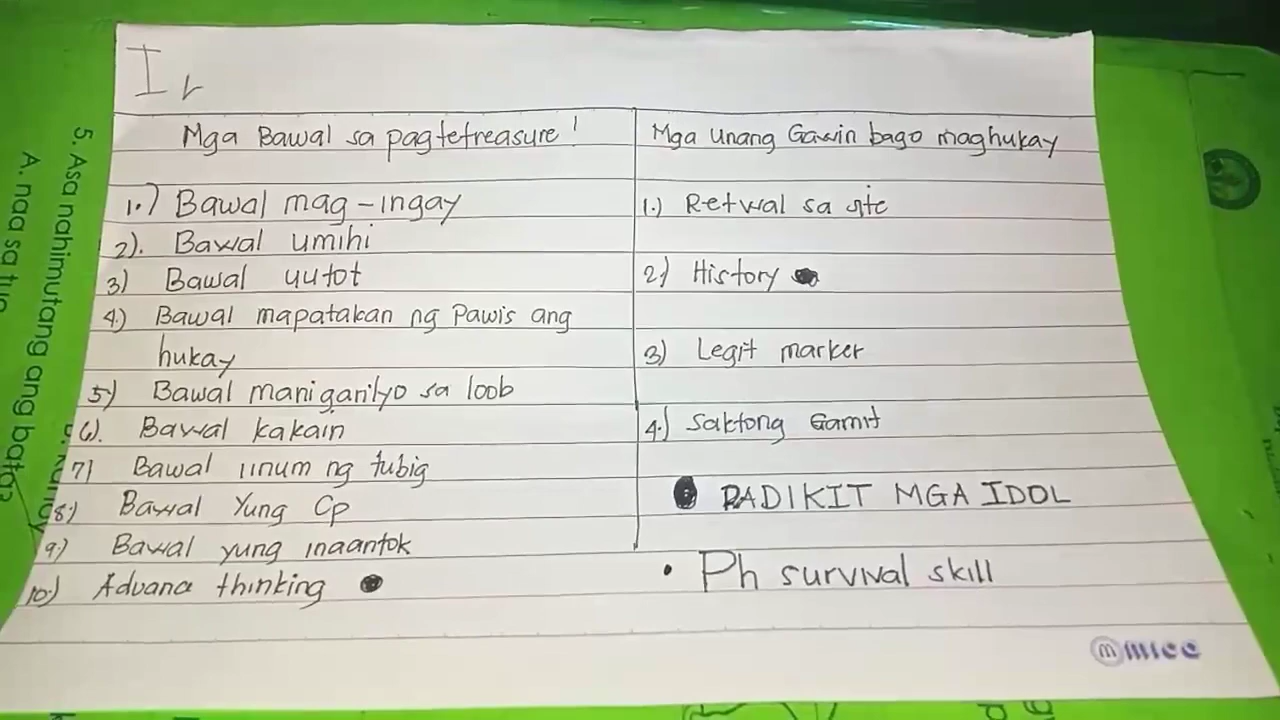 I
Mga Bawal sa pagtetreasure!
1.) Bawal mag-ingay
2). Bawal umihi
3) Bawal uutot
4.) Bawal mapatakan ng Pawis ang
hukay
5) Bawal manigarilyo sa loob
6). Bawal kakain
7) Bawal iinum ng tubig
8.) Bawal Yung Cp
9.) Bawal yung inaantok
10.) Advance thinking
Mga Unang Gawin bago maghukay
1.) Retwal sa site
2.) History
3) Legit marker
4.) Saktong Gamit
PADIKIT MGA IDOL
• Ph survival skill
micc
5. Asa nahimutang ang bata?
A. naa sa